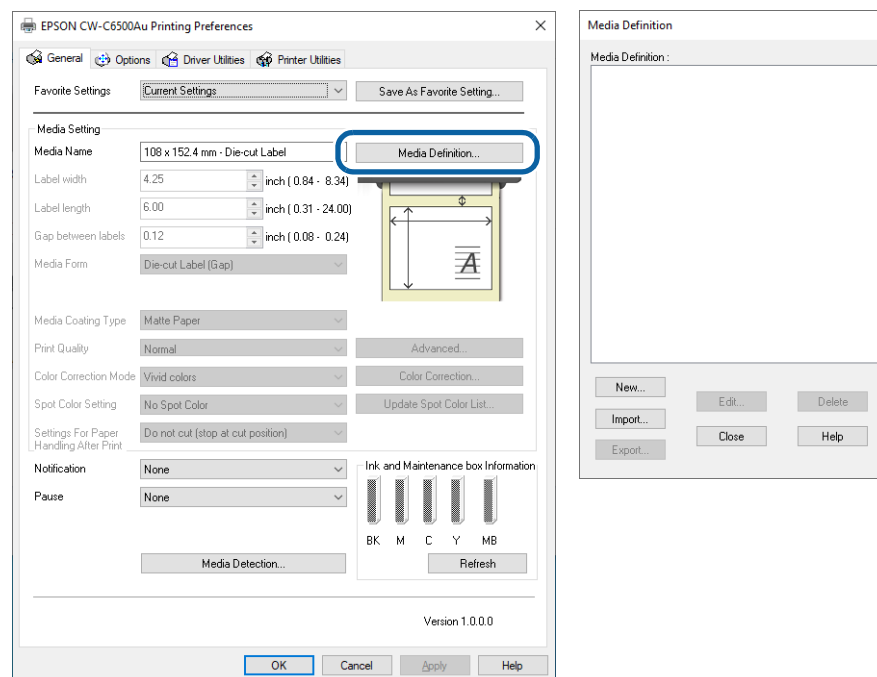 EPSON CW-C6500Au Printing Preferences
General Options Driver Utilities Printer Utilities
Favorite Settings Current Settings Save As Favorite Setting...
Media Setting
Media Name 108 x 152.4 mm - Die-cut Label Media Definition...
Label width 4.25 inch ( 0.84 - 8.34)
Label length 6.00 inch ( 0.31 - 24.00)
Gap between labels 0.12 inch ( 0.08 - 0.24)
Media Form Die-cut Label (Gap)
A
Media Coating Type Matte Paper
Print Quality Normal Advanced...
Color Correction Mode Vivid colors Color Correction...
Spot Color Setting No Spot Color Update Spot Color List...
Settings For Paper
Handling After Print Do not cut (stop at cut position)
Notification None
Pause None
Ink and Maintenance box Information
BK M C Y MB
Media Detection... Refresh
Version 1.0.0.0
OK Cancel Apply Help
Media Definition
Media Definition :
New...
Edit... Delete
Import...
Close Help
Export...